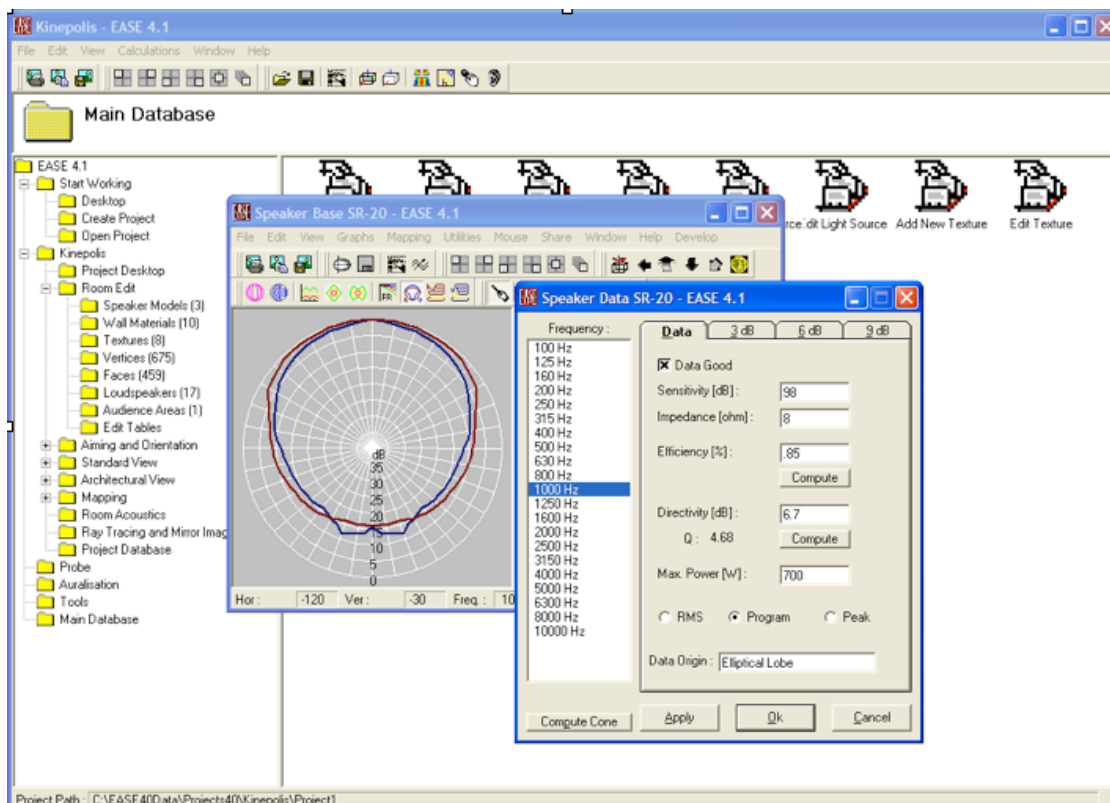 Kinepolis - EASE 4.1
File Edit View Calculations Window Help
Main Database
EASE 4.1
Start Working
Desktop
Create Project
Open Project
Kinepolis
Project Desktop
Room Edit
Speaker Models (3)
Wall Materials (10)
Textures (8)
Vertices (675)
Faces (459)
Loudspeakers (17)
Audience Areas (1)
Edit Tables
Aiming and Orientation
Standard View
Architectural View
Mapping
Room Acoustics
Ray Tracing and Mirror Imag
Project Database
Probe
Auralisation
Tools
Main Database
rce
dit Light Source
Add New Texture
Edit Texture
Speaker Base SR-20 - EASE 4.1
File Edit View Graphs Mapping Utilities Mouse Share Window Help Develop
FR
dB
35
30
25
20
15
10
5
0
Hor : -120 Ver : -30 Freq. : 10
Speaker Data SR-20 - EASE 4.1
Frequency :
100 Hz
125 Hz
160 Hz
200 Hz
250 Hz
315 Hz
400 Hz
500 Hz
630 Hz
800 Hz
1000 Hz
1250 Hz
1600 Hz
2000 Hz
2500 Hz
3150 Hz
4000 Hz
5000 Hz
6300 Hz
8000 Hz
10000 Hz
Compute Cone
Data 3 dB 6 dB 9 dB
Data Good
Sensitivity [dB] : 98
Impedance [ohm] : 8
Efficiency [%] : .85
Compute
Directivity [dB] : 6.7
Q : 4.68 Compute
Max. Power [W] : 700
RMS Program Peak
Data Origin : Elliptical Lobe
Apply Ok Cancel
Project Path : C:\EASE40Data\Projects40\Kinepolis\Project1